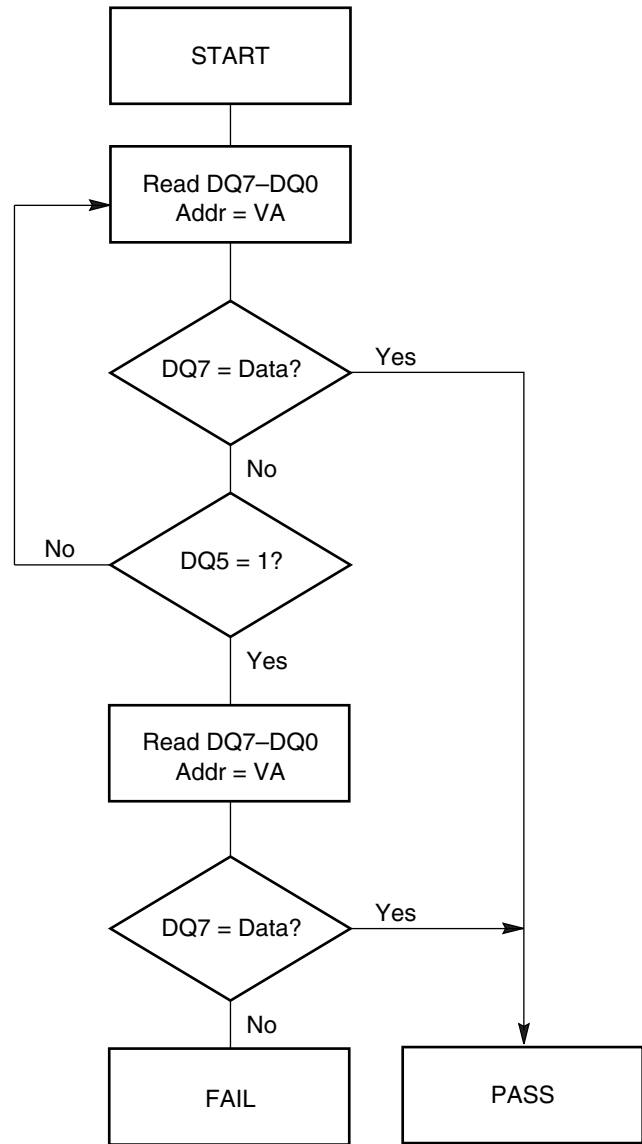 START
Read DQ7–DQ0
Addr = VA
DQ7 = Data?
Yes
No
DQ5 = 1?
No
Yes
Read DQ7–DQ0
Addr = VA
DQ7 = Data?
Yes
No
FAIL
PASS